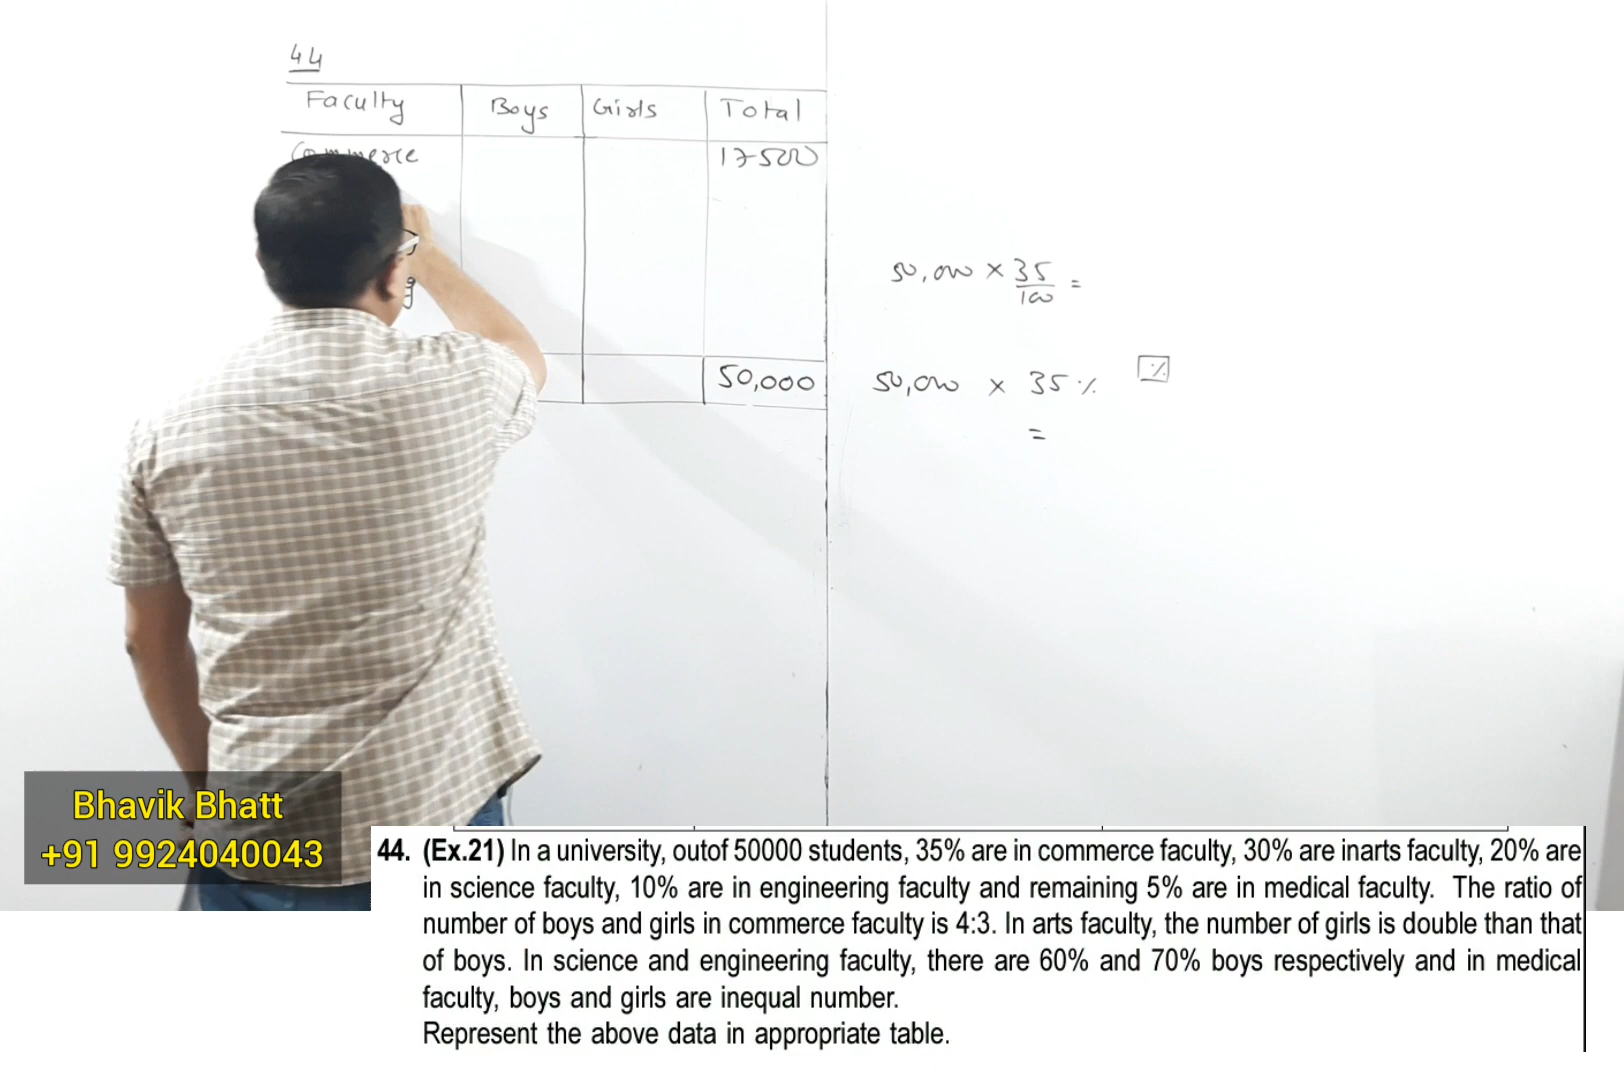 44
Faculty Boys Girls Total
Commerce 17500
50,000 × 35/100 =
50,000 50,000 × 35%
%
=
Bhavik Bhatt
+91 9924040043
44. (Ex.21) In a university, outof 50000 students, 35% are in commerce faculty, 30% are inarts faculty, 20% are
in science faculty, 10% are in engineering faculty and remaining 5% are in medical faculty. The ratio of
number of boys and girls in commerce faculty is 4:3. In arts faculty, the number of girls is double than that
of boys. In science and engineering faculty, there are 60% and 70% boys respectively and in medical
faculty, boys and girls are inequal number.
Represent the above data in appropriate table.